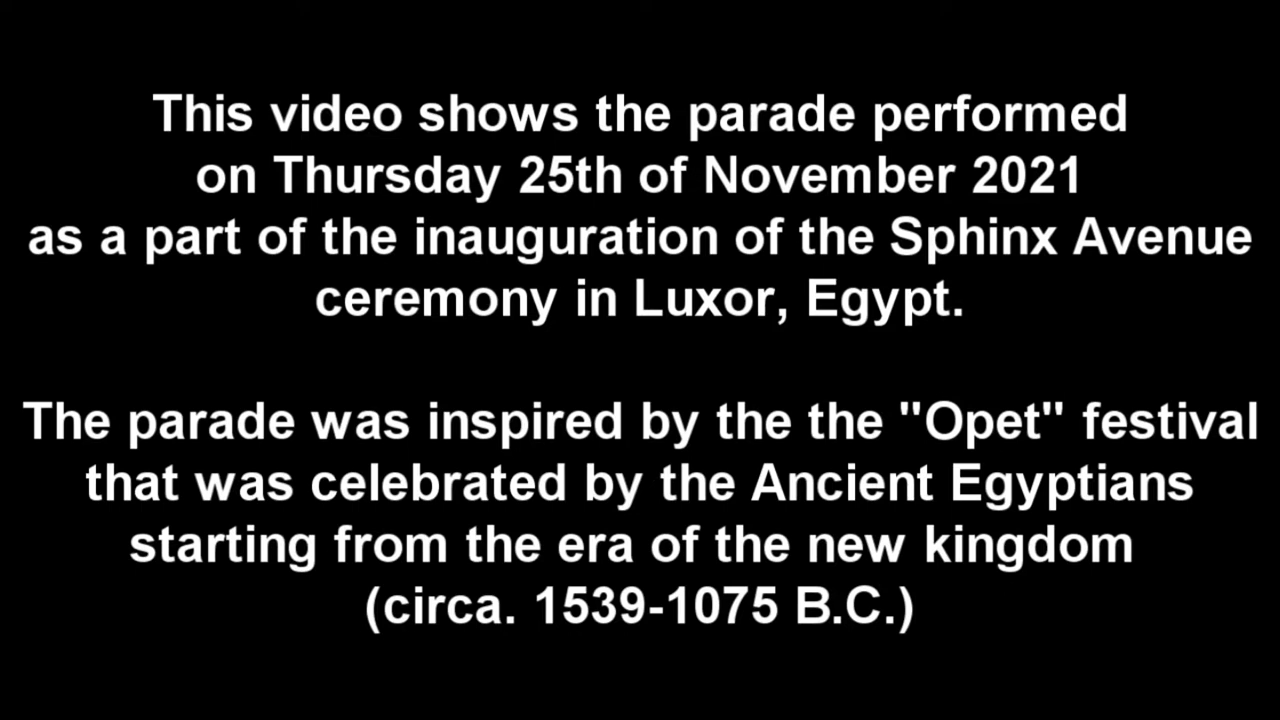 This video shows the parade performed
on Thursday 25th of November 2021
as a part of the inauguration of the Sphinx Avenue
ceremony in Luxor, Egypt.
The parade was inspired by the the "Opet" festival
that was celebrated by the Ancient Egyptians
starting from the era of the new kingdom
(circa. 1539-1075 B.C.)